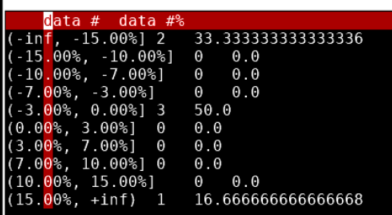 data #  data #%
(-inf, -15.00%] 2   33.333333333333336
(-15.00%, -10.00%]  0   0.0
(-10.00%, -7.00%]   0   0.0
(-7.00%, -3.00%]    0   0.0
(-3.00%, 0.00%] 3   50.0
(0.00%, 3.00%]  0   0.0
(3.00%, 7.00%]  0   0.0
(7.00%, 10.00%] 0   0.0
(10.00%, 15.00%]    0   0.0
(15.00%, +inf)  1   16.666666666666668